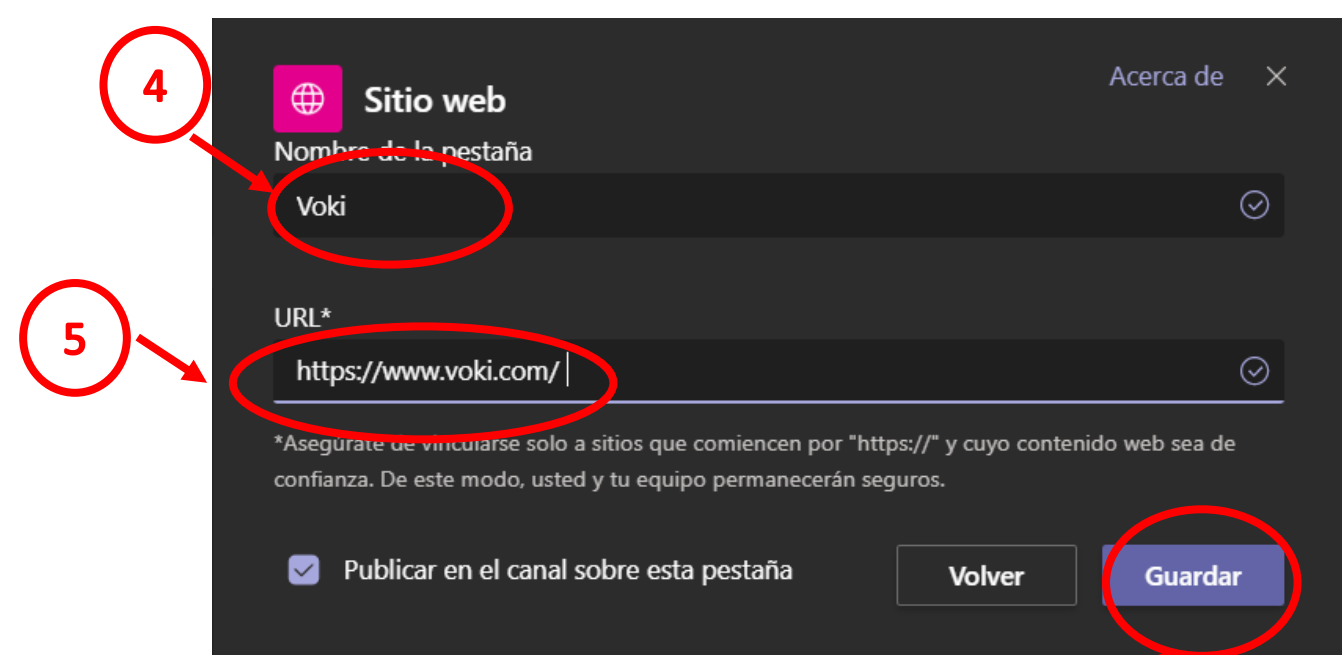 4
Acerca de
Sitio web
Nombre de la pestaña
Voki
5
URL*
https://www.voki.com/
*Asegúrate de vincularse solo a sitios que comiencen por "https://" y cuyo contenido web sea de
confianza. De este modo, usted y tu equipo permanecerán seguros.
Publicar en el canal sobre esta pestaña
Volver
Guardar